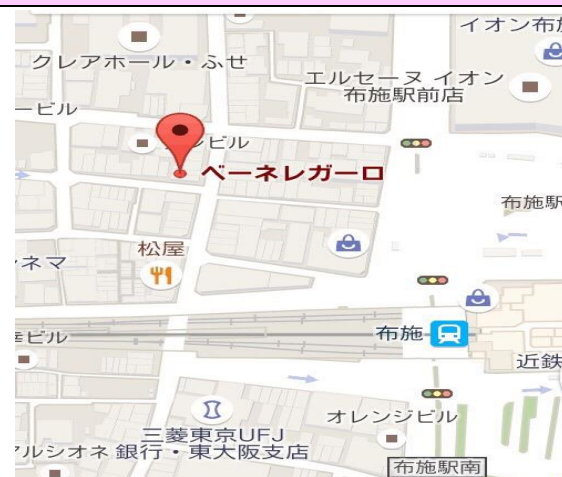 イオン布
クレアホール・ふせ
エルセーヌ イオン
布施駅前店
ービル
ンビル
ベーネレガーロ
布施駅
松屋
ネマ
幸ビル
布施
近鉄
オレンジビル
三菱東京UFJ
アルシオネ 銀行・東大阪支店
布施駅南